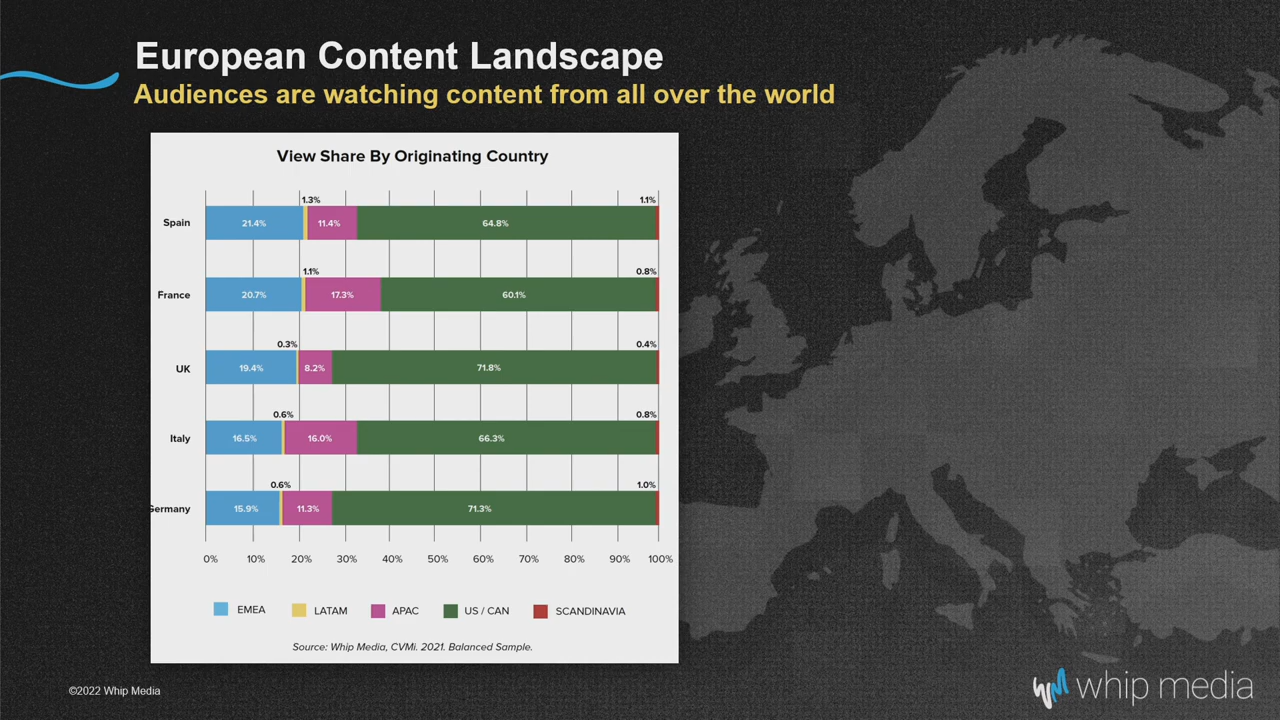 European Content Landscape
Audiences are watching content from all over the world
View Share By Originating Country
1.3% 1.1%
Spain 21.4% 11.4% 64.8%
1.1% 0.8%
France 20.7% 17.3% 60.1%
0.3% 0.4%
UK 19.4% 8.2% 71.8%
0.6% 0.8%
Italy 16.5% 16.0% 66.3%
0.6% 1.0%
Germany 15.9% 11.3% 71.3%
0% 10% 20% 30% 40% 50% 60% 70% 80% 90% 100%
EMEA LATAM APAC US / CAN SCANDINAVIA
Source: Whip Media, CVMi. 2021. Balanced Sample.
©2022 Whip Media
whip media